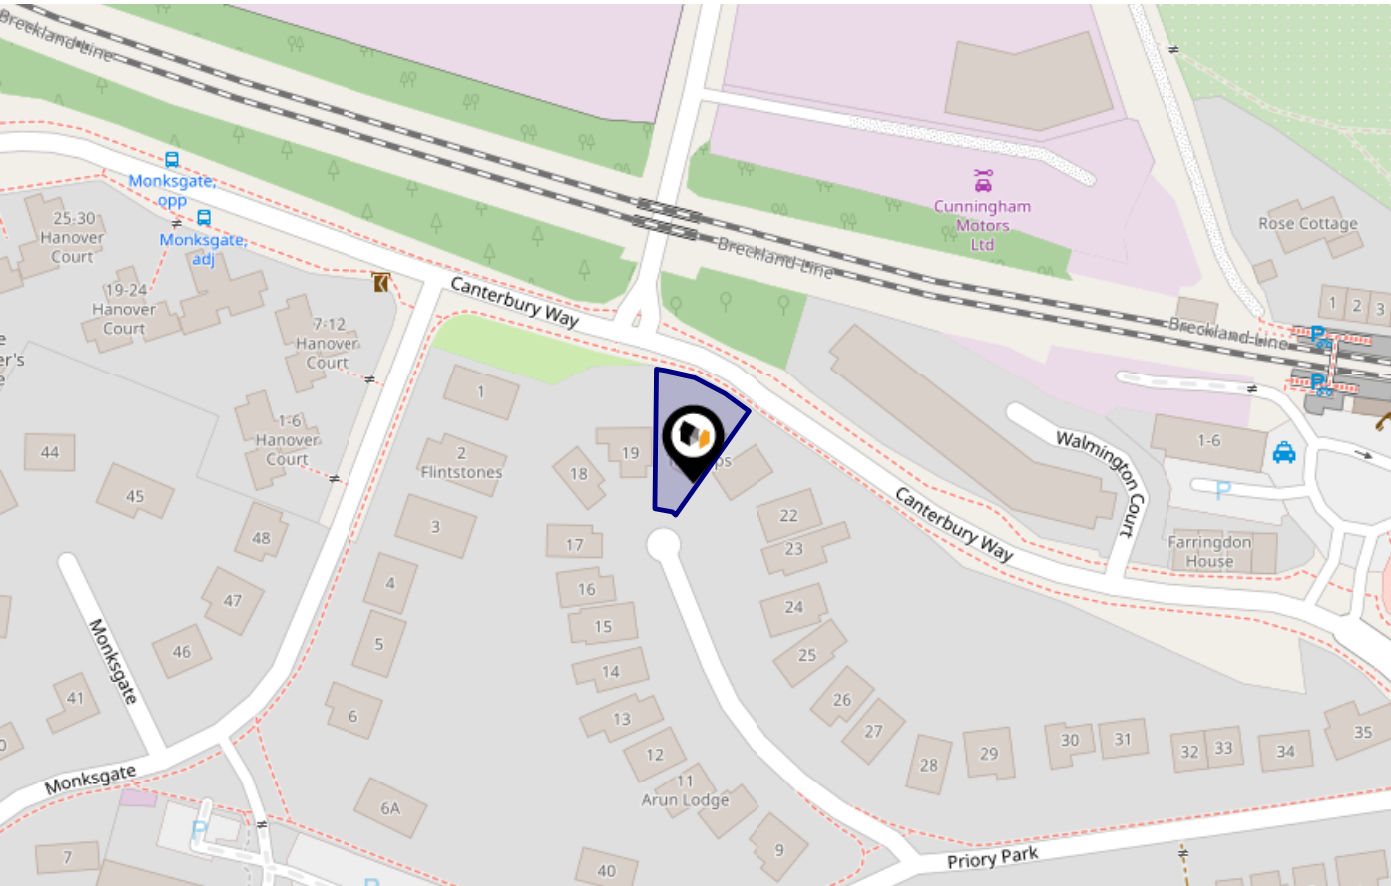 Breckland Line
Monksgate,
opp
Monksgate,
adj
25-30
Hanover
Court
19-24
Hanover
Court
7-12
Hanover
Court
1-6
Hanover
Court
Canterbury Way
Breckland Line
Cunningham
Motors
Ltd
Rose Cottage
1
2
3
Breckland Line
P
P
er's
e
1
2
Flintstones
3
4
5
6
6A
44
45
48
47
46
41
0
7
Monksgate
Monksgate
P
P
19
ps
18
17
16
15
14
13
12
11
Arun Lodge
9
40
22
23
24
25
26
27
28
29
30
31
32
33
34
35
Canterbury Way
Walmington Court
1-6
P
Farringdon
House
Priory Park